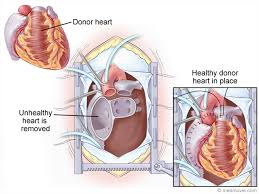 Donor heart
Healthy donor
heart in place
Unhealthy
heart is
removed